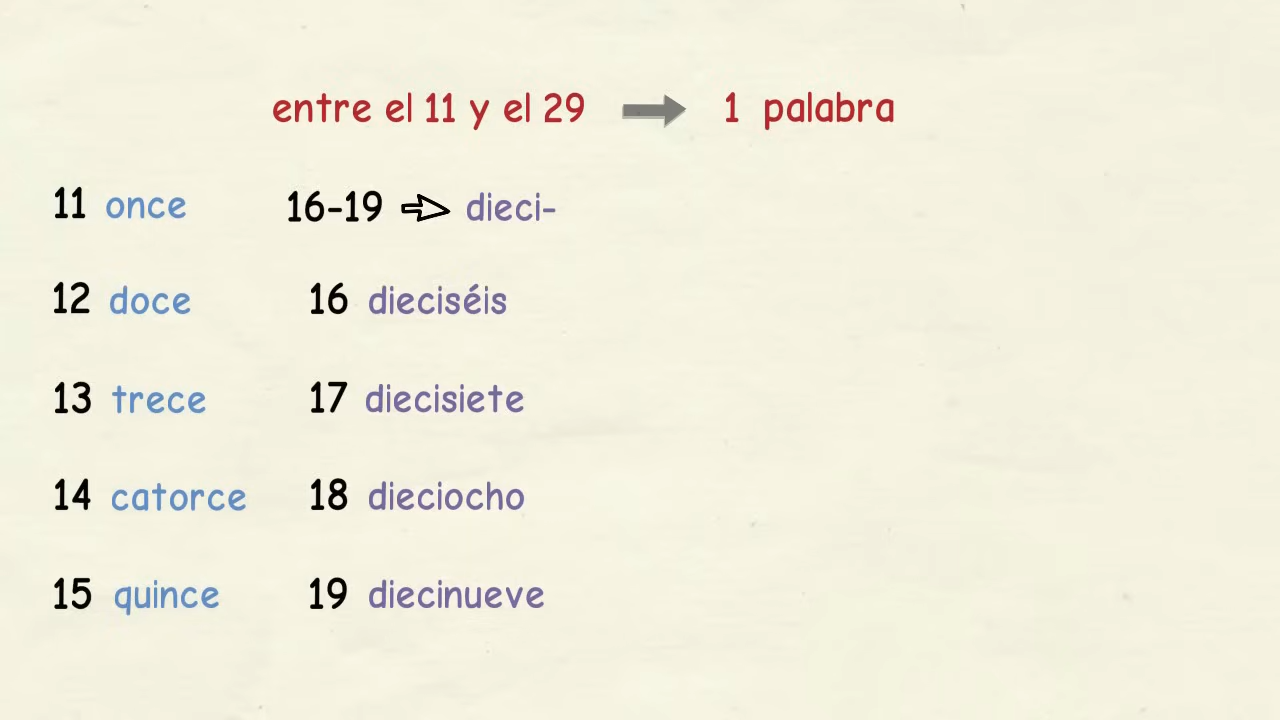 entre el 11 y el 29 → 1 palabra
11 once
12 doce
13 trece
14 catorce
15 quince
16-19 ⇨ dieci-
16 dieciséis
17 diecisiete
18 dieciocho
19 diecinueve